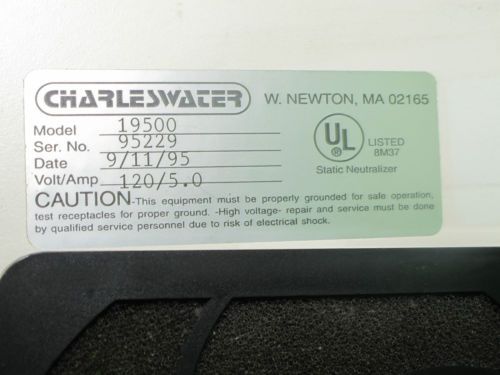 CHARLESWATER W. NEWTON, MA 02165
Model 19500
Ser. No. 95229
Date 9/11/95
Volt/Amp 120/5.0
UL LISTED
8M37
Static Neutralizer
CAUTION -This equipment must be properly grounded for safe operation,
test receptacles for proper ground. -High voltage- repair and service must be done
by qualified service personnel due to risk of electrical shock.